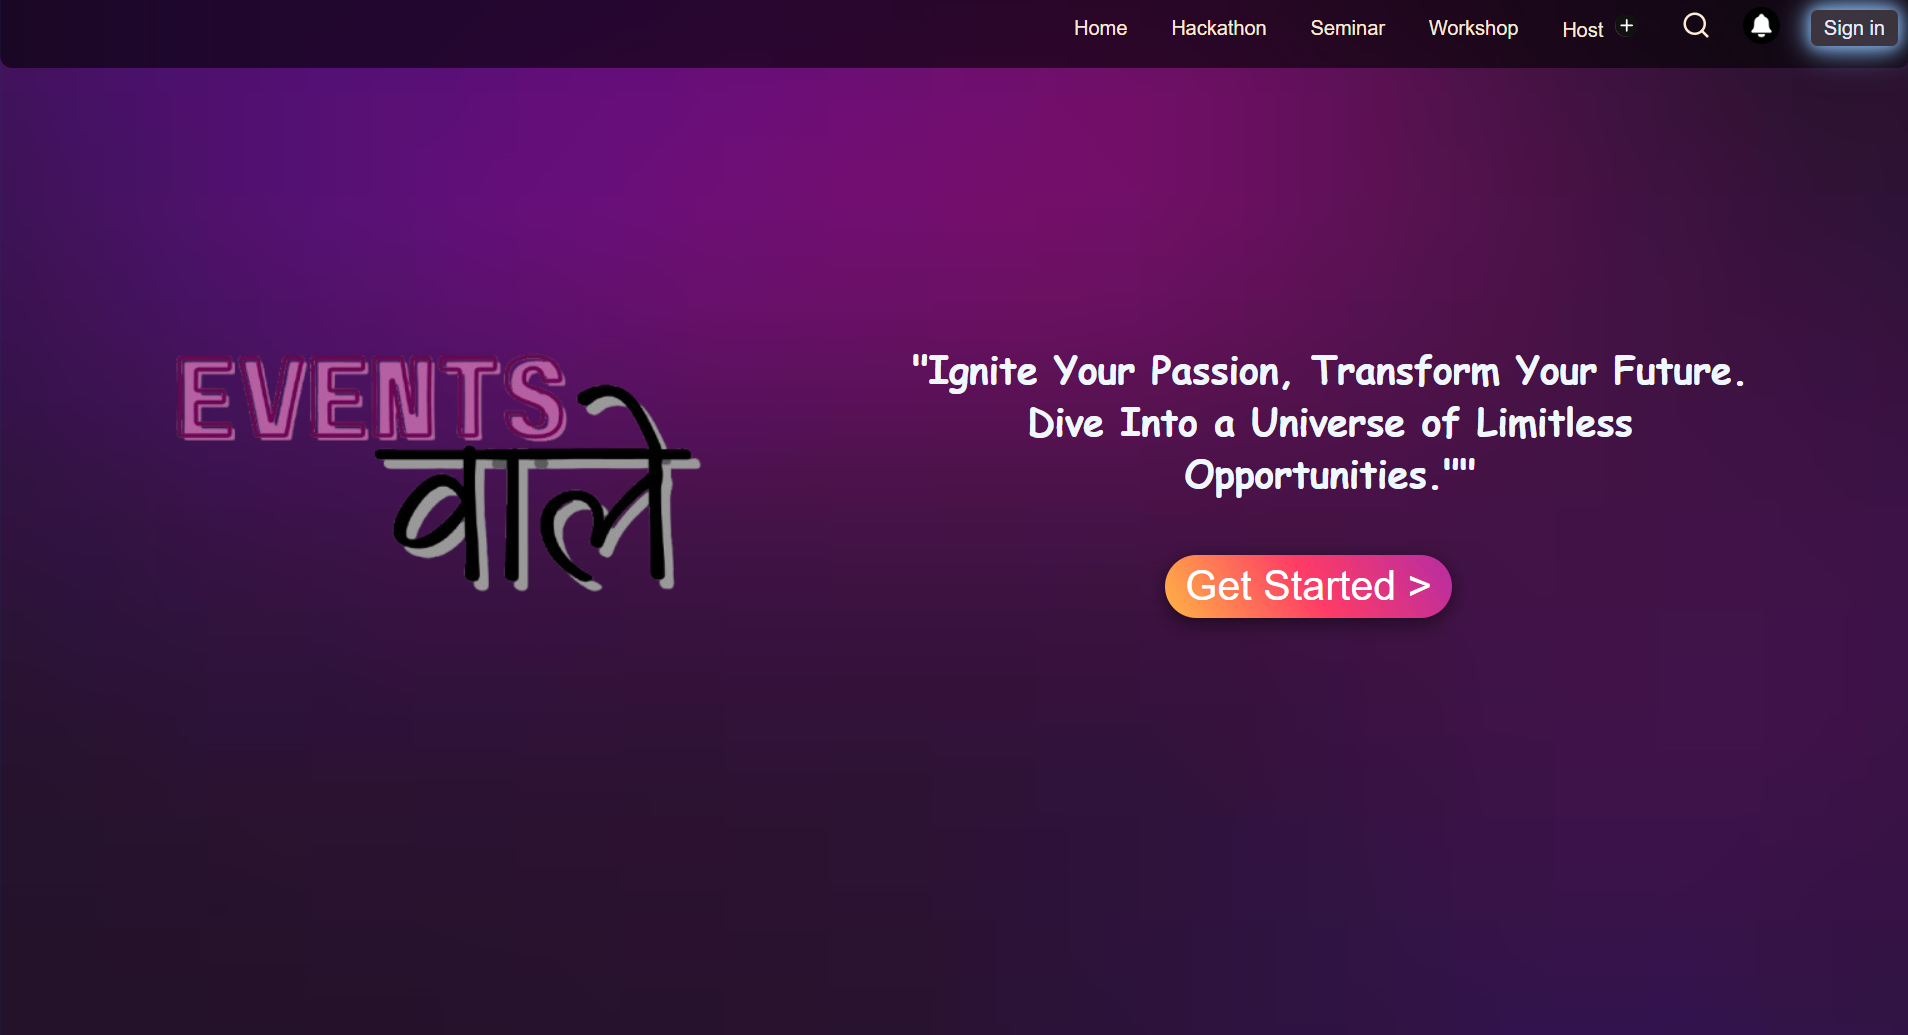 Home Hackathon Seminar Workshop Host + Sign in
EVENTS
वाले
"Ignite Your Passion, Transform Your Future.
Dive Into a Universe of Limitless
Opportunities.""
Get Started >